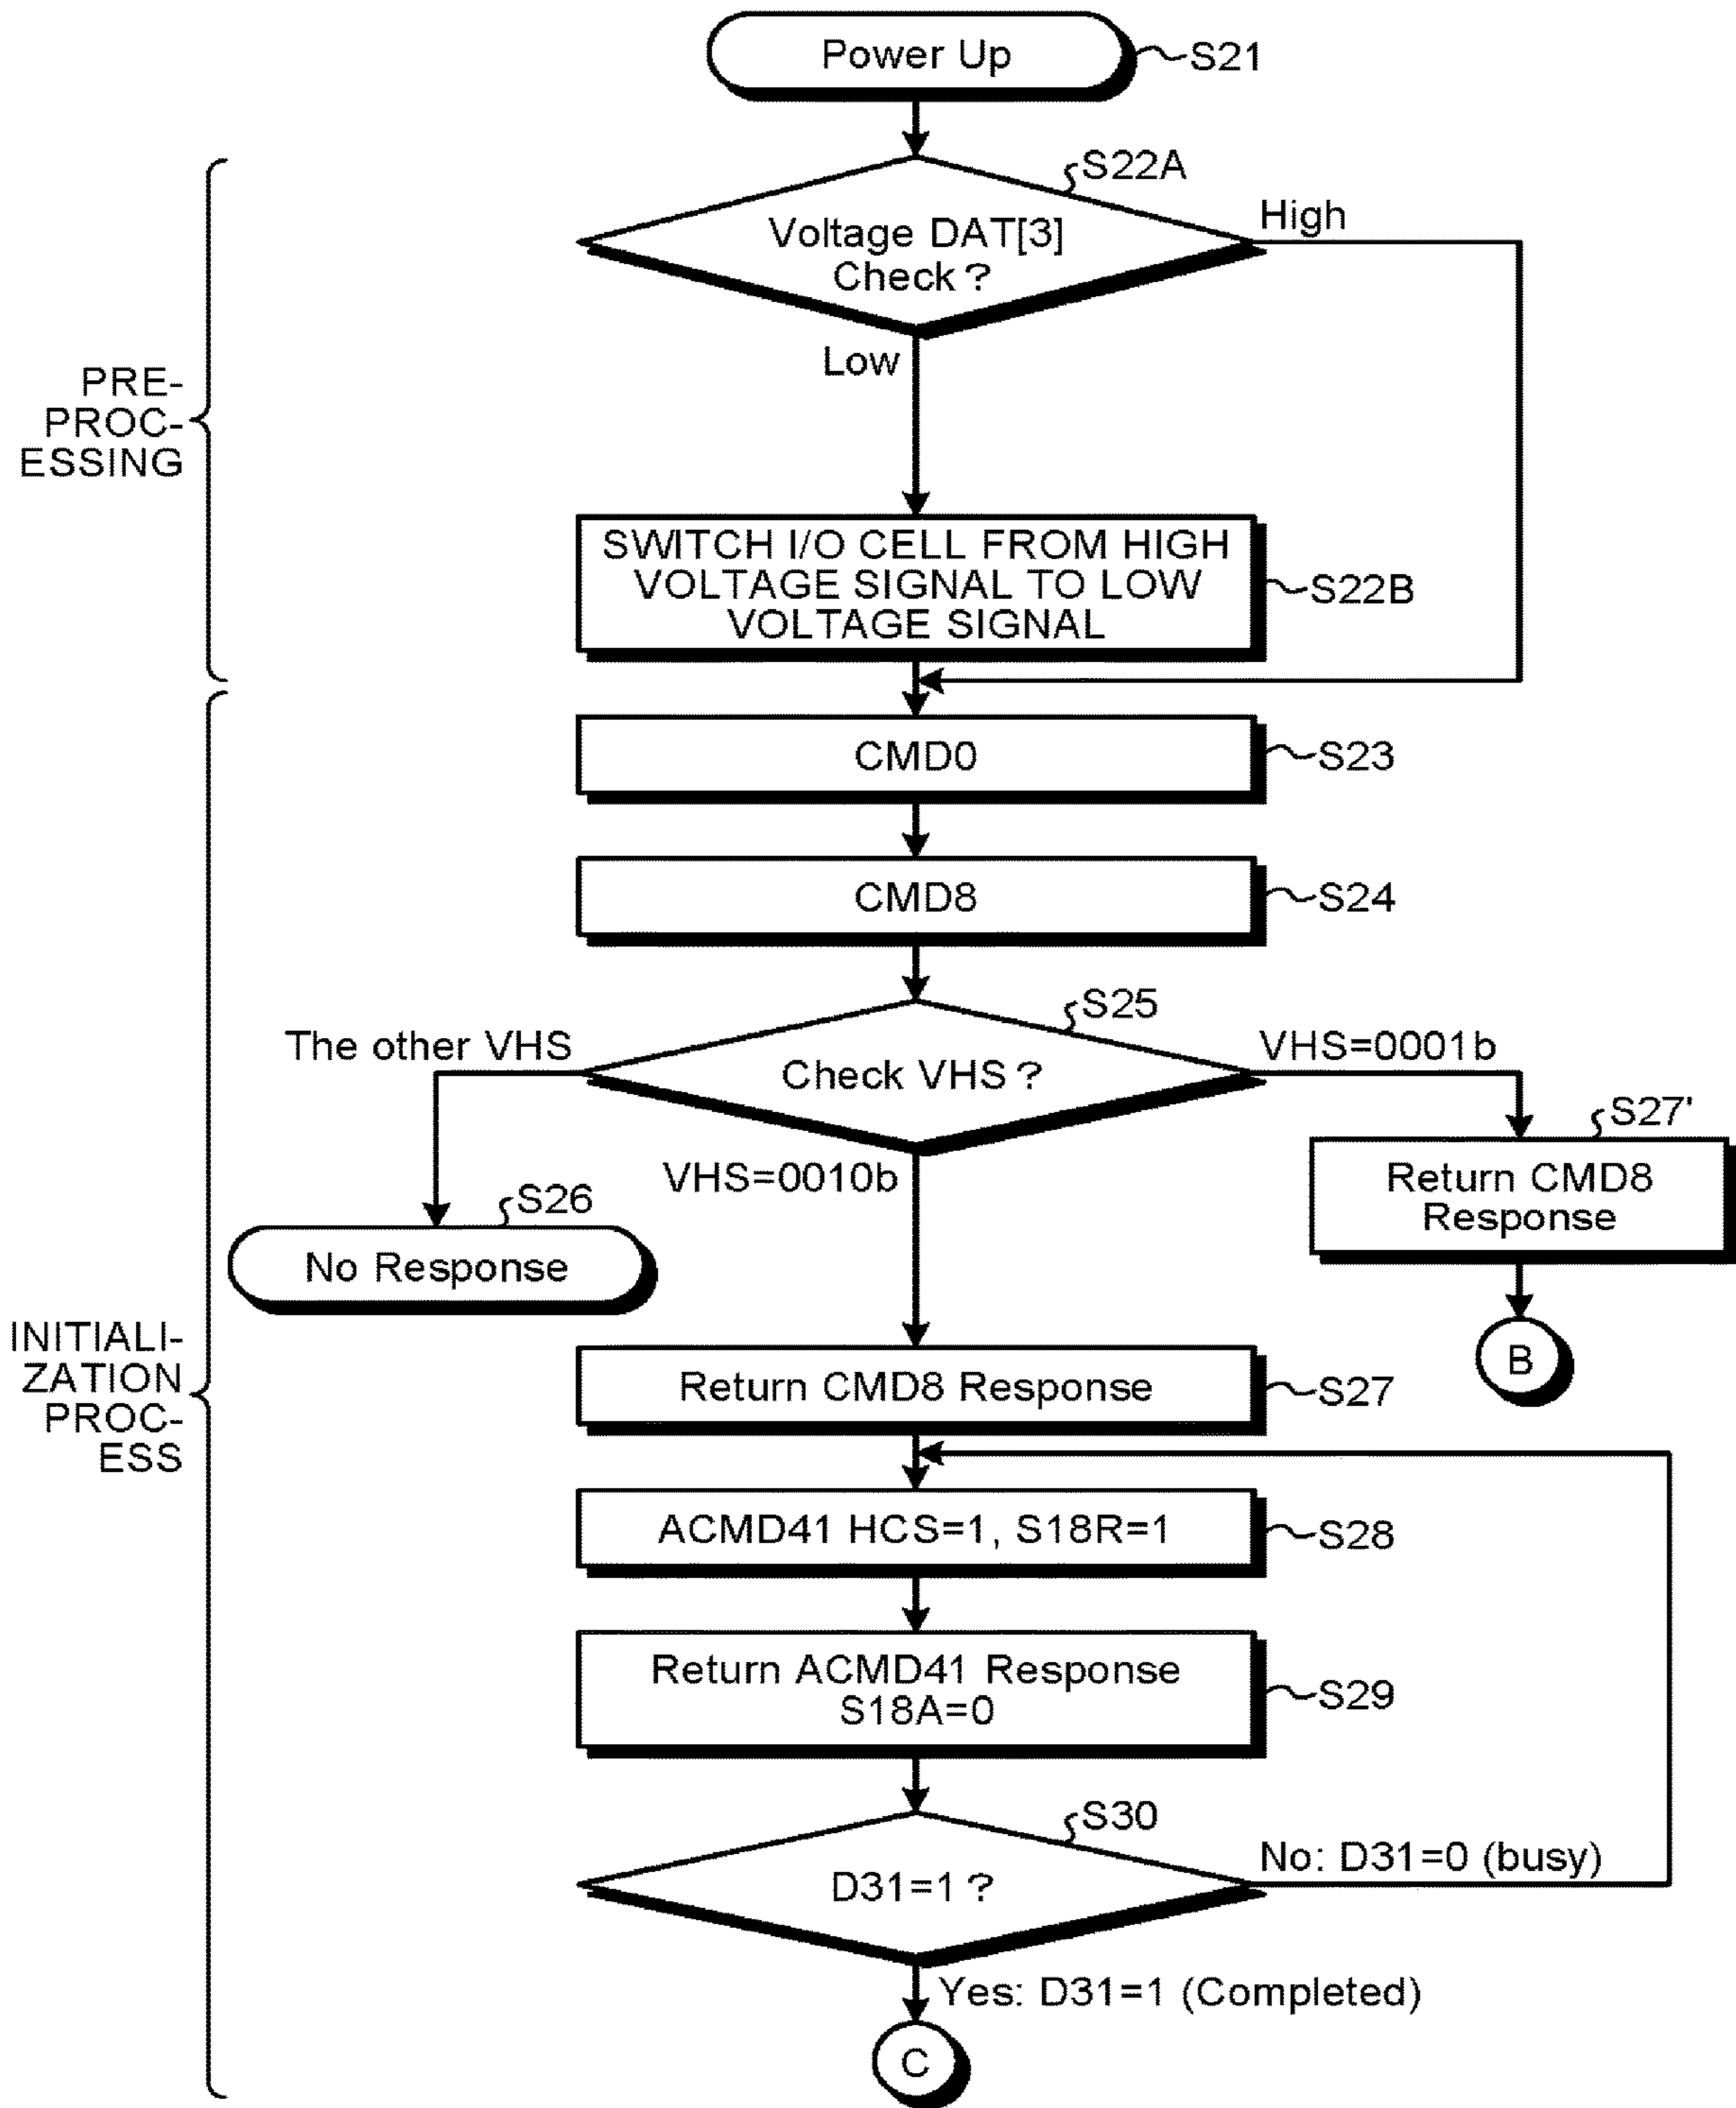 Power Up
S21
S22A
Voltage DAT[3]
Check?
High
Low
PRE-
PROC-
ESSING
SWITCH I/O CELL FROM HIGH
VOLTAGE SIGNAL TO LOW
VOLTAGE SIGNAL
S22B
CMD0
S23
CMD8
S24
S25
The other VHS
Check VHS?
VHS=0001b
S27'
Return CMD8
Response
VHS=0010b
S26
No Response
B
INITIALI-
ZATION
PROC-
ESS
Return CMD8 Response
S27
ACMD41 HCS=1, S18R=1
S28
Return ACMD41 Response
S18A=0
S29
S30
D31=1?
No: D31=0 (busy)
Yes: D31=1 (Completed)
C